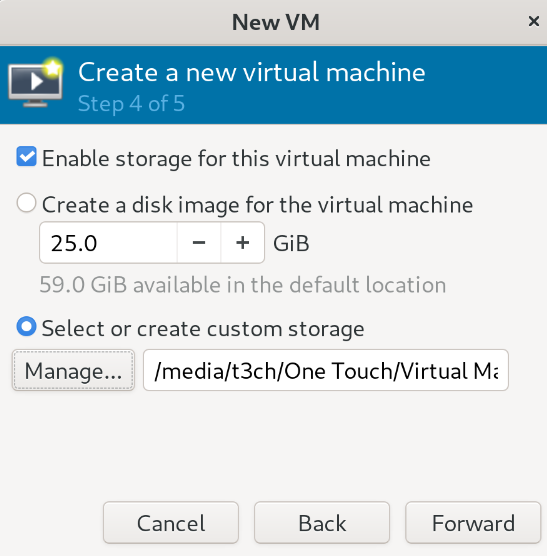 New VM ×
Create a new virtual machine
Step 4 of 5
Enable storage for this virtual machine
Create a disk image for the virtual machine
25.0 − + GiB
59.0 GiB available in the default location
Select or create custom storage
Manage... /media/t3ch/One Touch/Virtual Ma
Cancel Back Forward